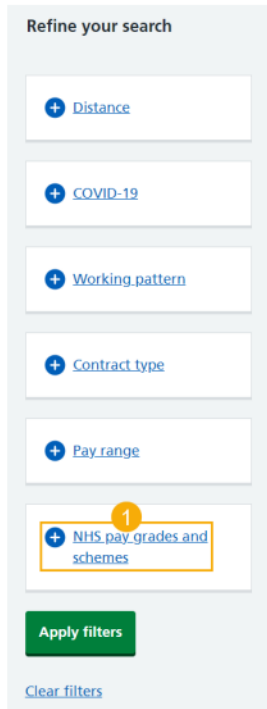 Refine your search
Distance
COVID-19
Working pattern
Contract type
Pay range
1
NHS pay grades and
schemes
Apply filters
Clear filters